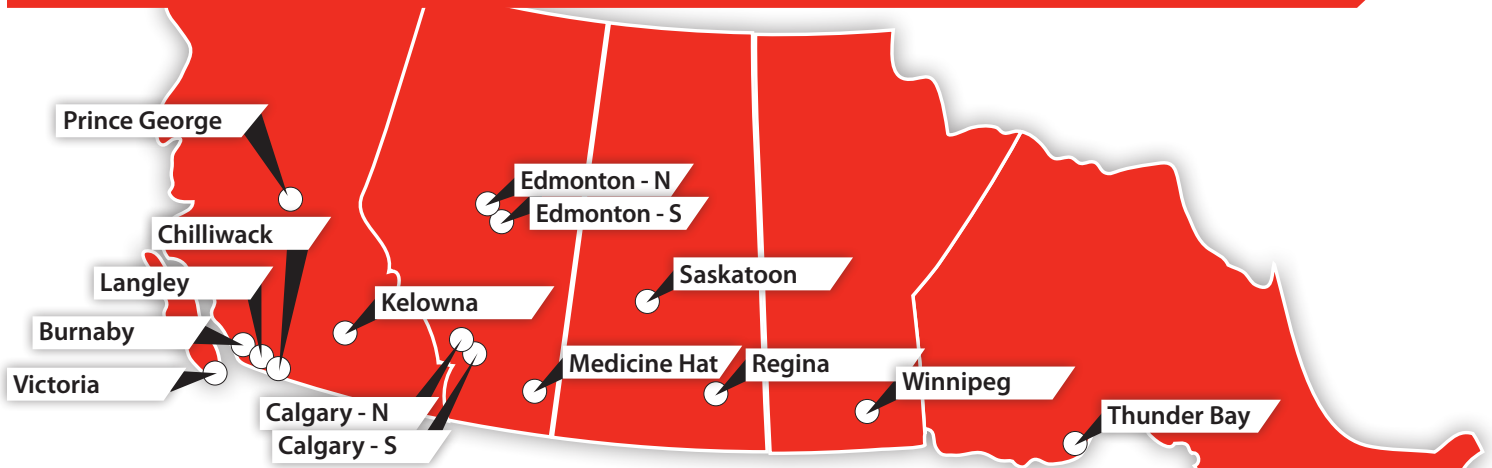 Prince George
Edmonton - N
Edmonton - S
Chilliwack
Saskatoon
Langley
Kelowna
Burnaby
Medicine Hat
Regina
Winnipeg
Victoria
Calgary - N
Thunder Bay
Calgary - S